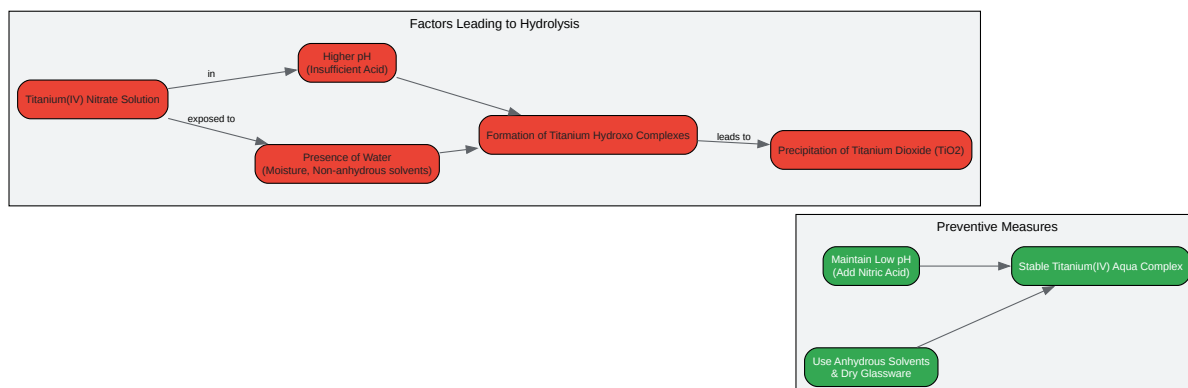 Factors Leading to Hydrolysis
Titanium(IV) Nitrate Solution
in
exposed to
Higher pH
(Insufficient Acid)
Presence of Water
(Moisture, Non-anhydrous solvents)
Formation of Titanium Hydroxo Complexes
leads to
Precipitation of Titanium Dioxide (TiO2)
Preventive Measures
Maintain Low pH
(Add Nitric Acid)
Stable Titanium(IV) Aqua Complex
Use Anhydrous Solvents
& Dry Glassware